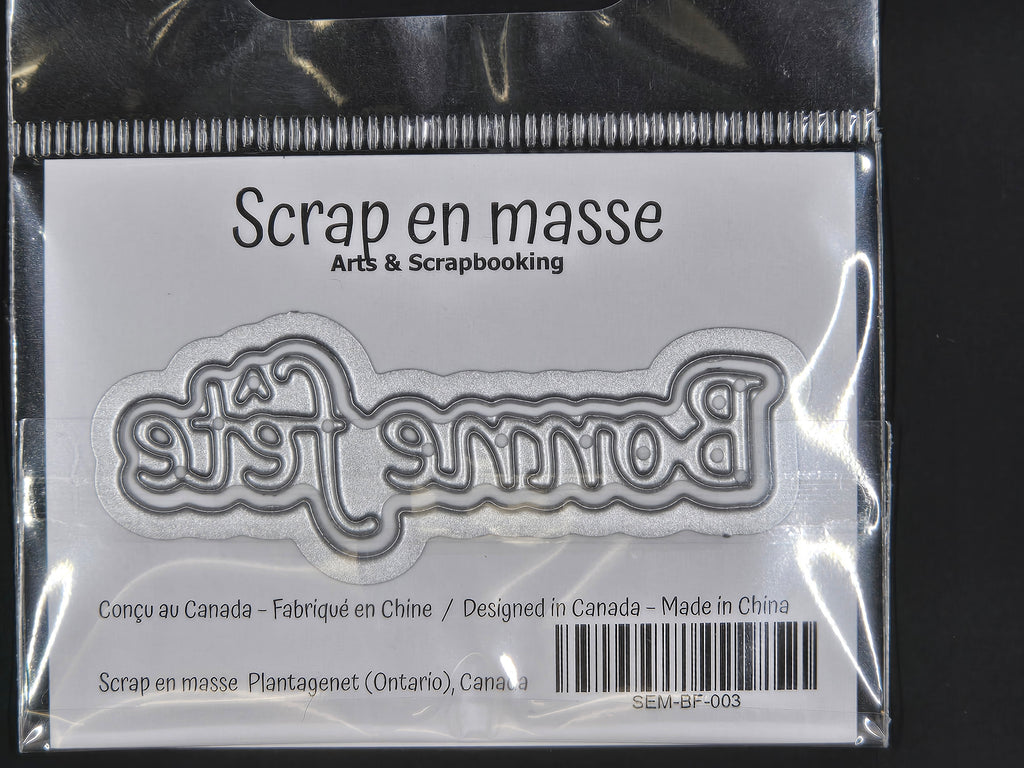 Scrap en masse
Arts & Scrapbooking
Bonne fête
Conçu au Canada – Fabriqué en Chine / Designed in Canada – Made in China
Scrap en masse Plantagenet (Ontario), Canada
SEM-BF-003